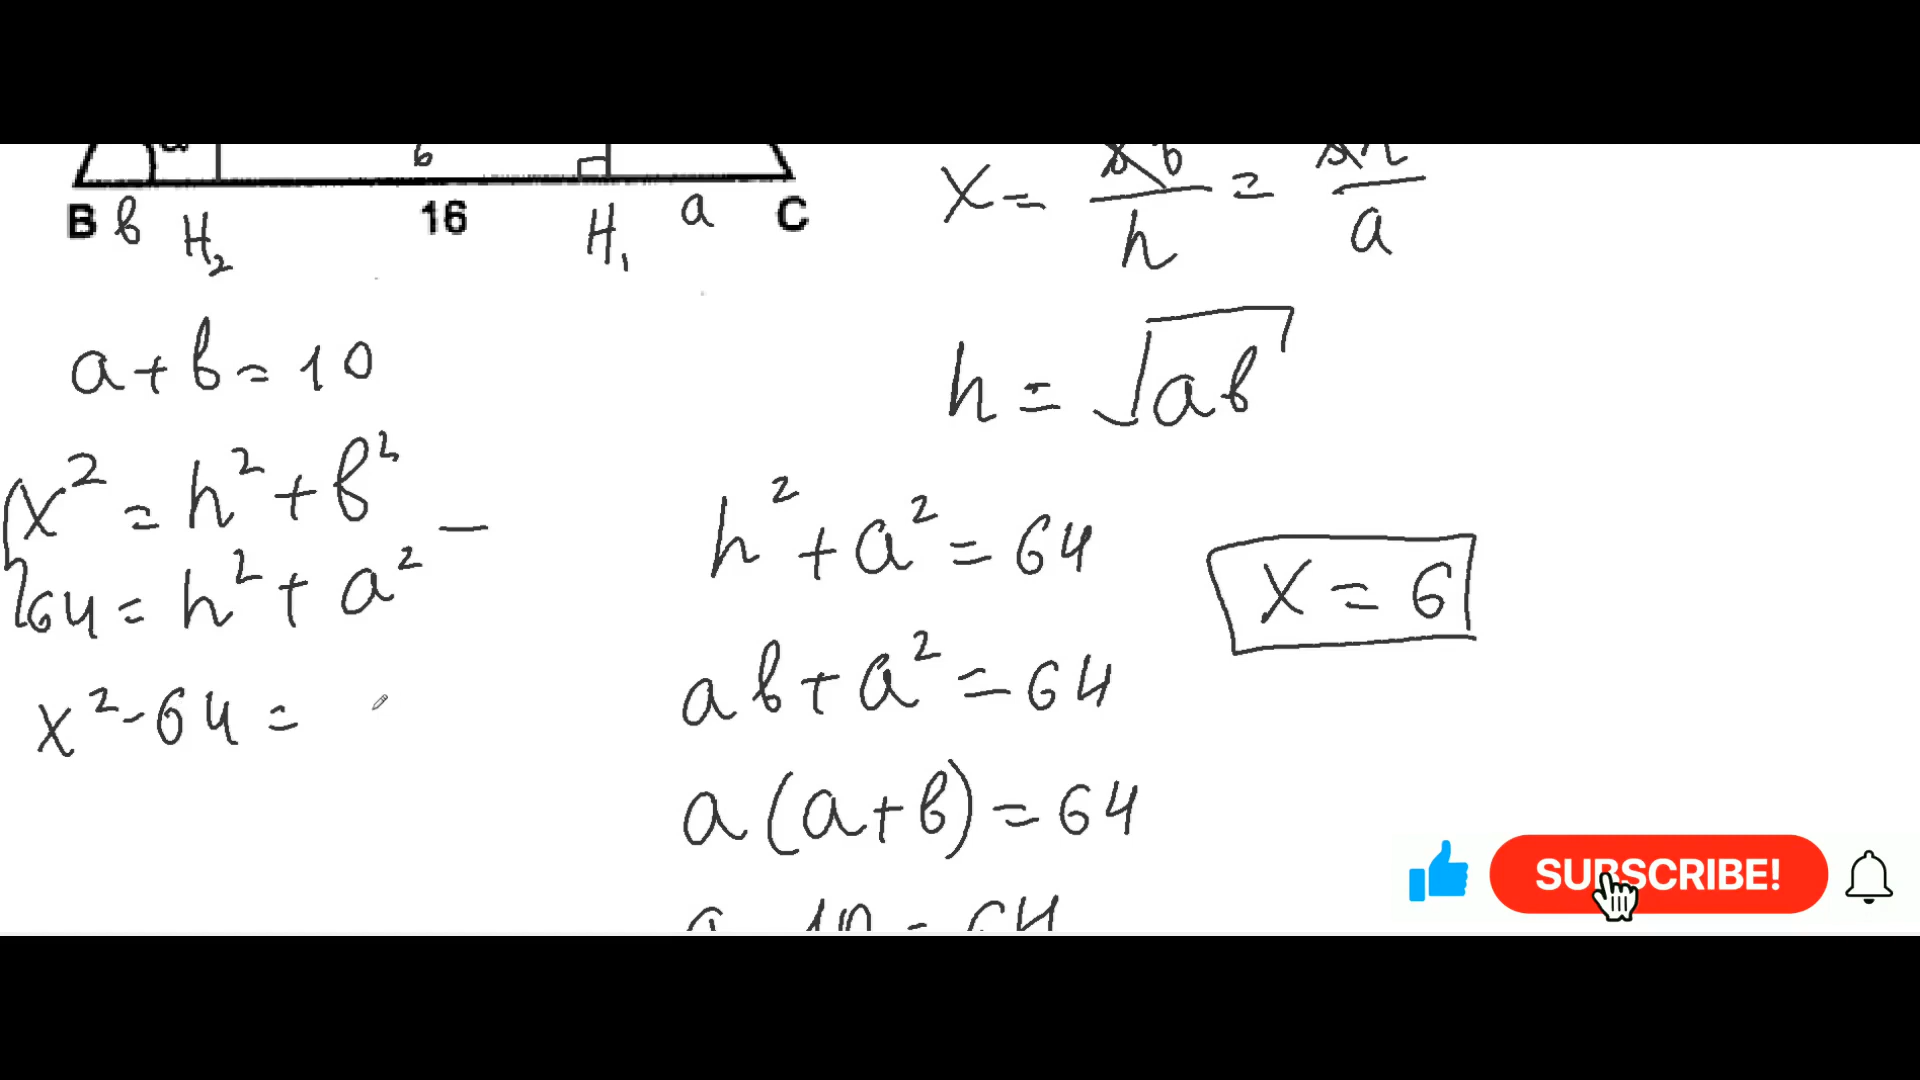 6
B в H₂ 16 H₁ a C
x = в/h = /a
a + в = 10
x² = h² + в²
64 = h² + a² -
x² - 64 =
h = √aв
h² + a² = 64
aв + a² = 64
a(a + в) = 64
x = 6
SUBSCRIBE!